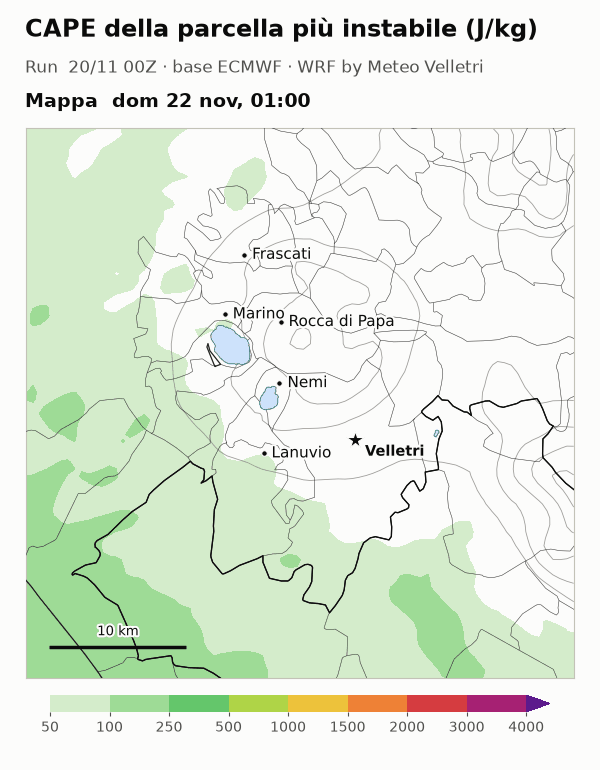 CAPE della parcella più instabile (J/kg)
Run  20/11 00Z · base ECMWF · WRF by Meteo Velletri
Mappa  dom 22 nov, 01:00
Frascati
Marino
Rocca di Papa
Nemi
Velletri
Lanuvio
10 km
50 100 250 500 1000 1500 2000 3000 4000